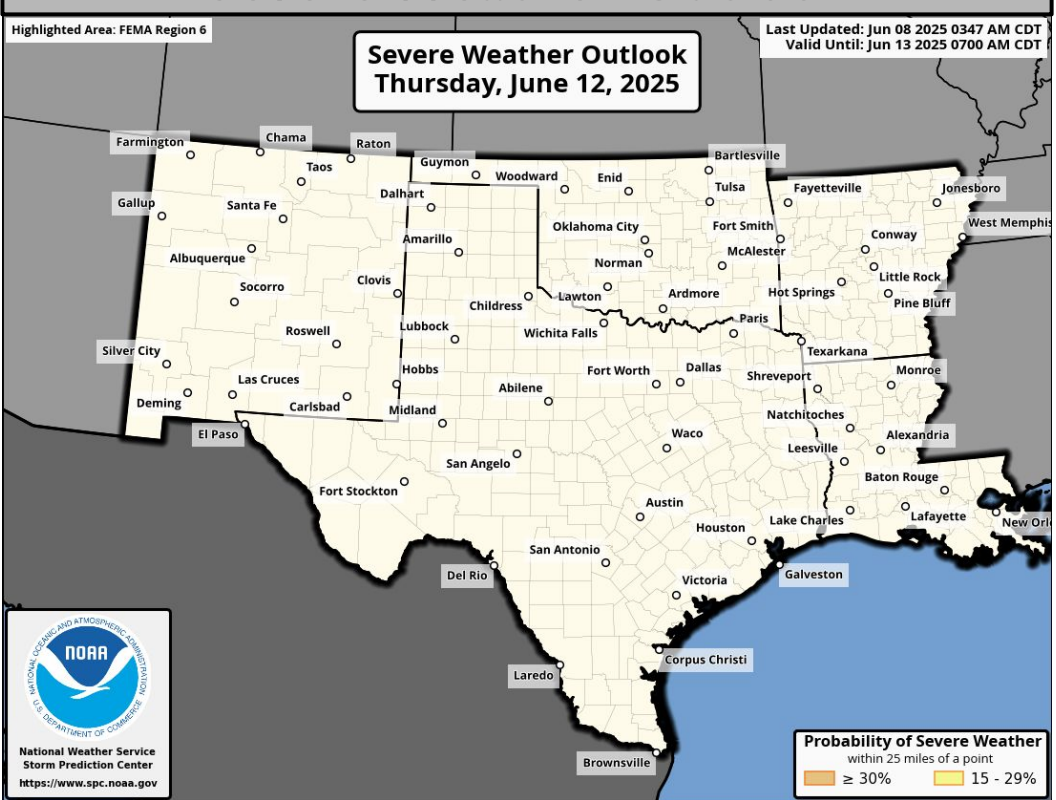 Highlighted Area: FEMA Region 6
Severe Weather Outlook
Thursday, June 12, 2025
Last Updated: Jun 08 2025 0347 AM CDT
Valid Until: Jun 13 2025 0700 AM CDT
Farmington
Chama
Raton
Taos
Guymon
Woodward
Enid
Bartlesville
Tulsa
Fayetteville
Jonesboro
Gallup
Santa Fe
Dalhart
Oklahoma City
Fort Smith
West Memphis
Albuquerque
Amarillo
Norman
McAlester
Conway
Socorro
Clovis
Childress
Lawton
Ardmore
Hot Springs
Little Rock
Pine Bluff
Roswell
Lubbock
Wichita Falls
Paris
Silver City
Texarkana
Las Cruces
Hobbs
Abilene
Fort Worth
Dallas
Shreveport
Monroe
Deming
Carlsbad
Midland
Natchitoches
El Paso
San Angelo
Waco
Leesville
Alexandria
Fort Stockton
Baton Rouge
Austin
Houston
Lake Charles
Lafayette
New Orl
San Antonio
Del Rio
Victoria
Galveston
Laredo
Corpus Christi
Brownsville
NATIONAL OCEANIC AND ATMOSPHERIC ADMINISTRATION
NOAA
U.S. DEPARTMENT OF COMMERCE
National Weather Service
Storm Prediction Center
https://www.spc.noaa.gov
Probability of Severe Weather
within 25 miles of a point
≥ 30%
15 - 29%